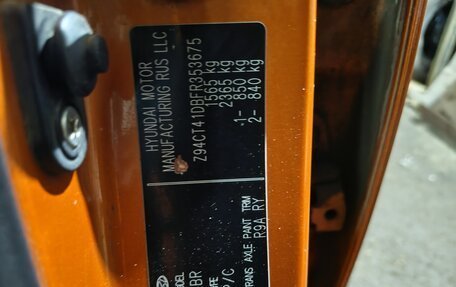 HYUNDAI MOTOR
MANUFACTURING RUS LLC
Z94CT41DBFR353675
1565 kg
2365 kg
1- 850 kg
2- 840 kg
TRANS AXLE PAINT TRIM
R9A RY